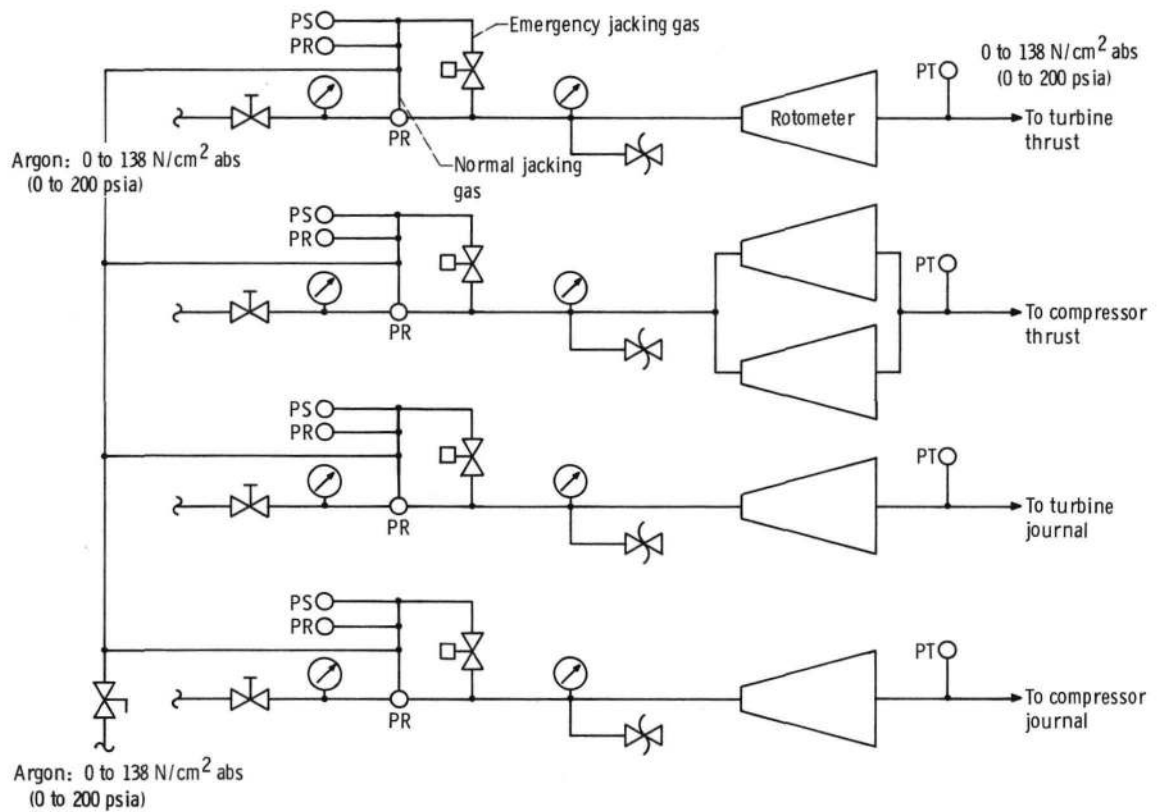 PS
Emergency jacking gas
PR
0 to 138 N/cm² abs
(0 to 200 psia)
PT
Rotometer
To turbine
thrust
PR
Argon: 0 to 138 N/cm² abs
(0 to 200 psia)
Normal jacking
gas
PS
PR
PT
To compressor
thrust
PR
PS
PR
PT
To turbine
journal
PR
PS
PR
PT
To compressor
journal
PR
Argon: 0 to 138 N/cm² abs
(0 to 200 psia)